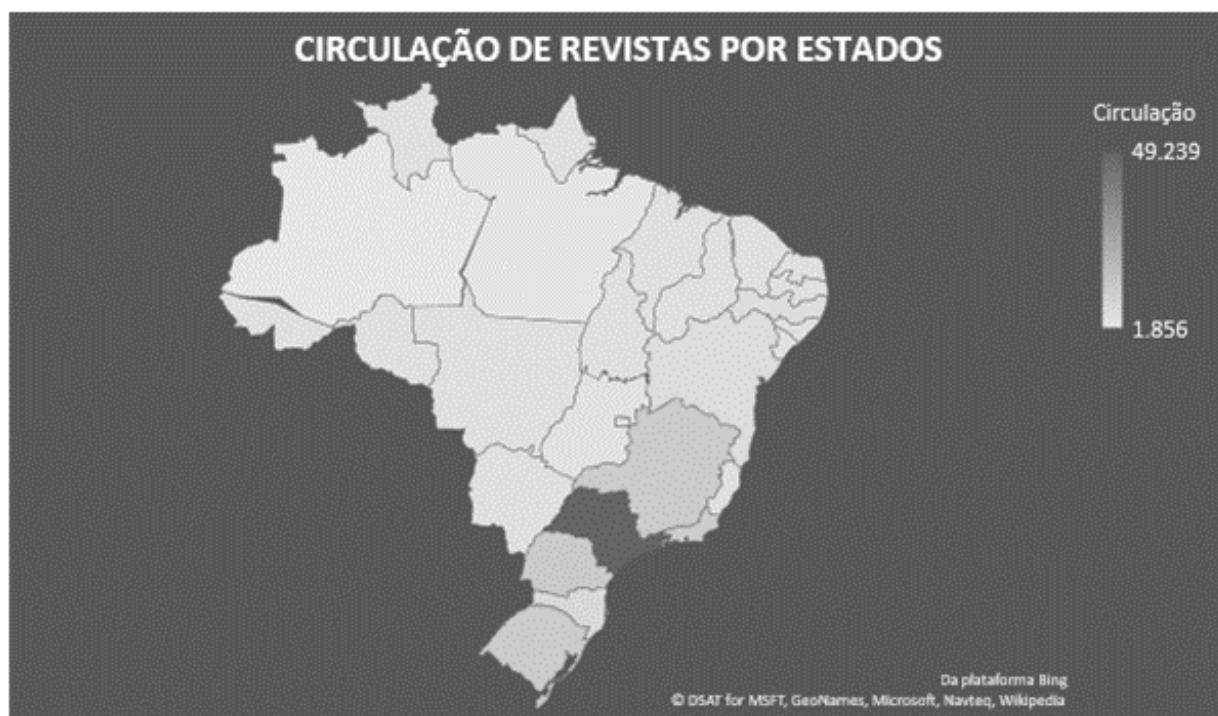 CIRCULAÇÃO DE REVISTAS POR ESTADOS
Circulação
49.239
1.856
Da plataforma Bing
© DSAT for MSFT, GeoNames, Microsoft, Navteq, Wikipedia